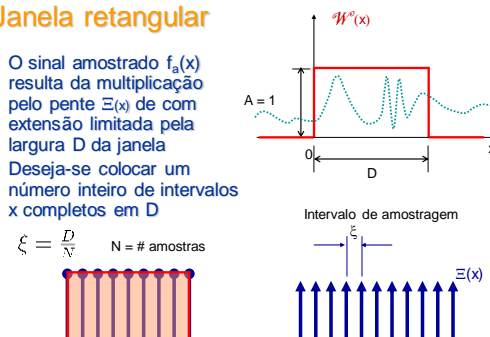 Janela retangular
O sinal amostrado fₐ(x)
resulta da multiplicação
pelo pente Ξ(x) de com
extensão limitada pela
largura D da janela
Deseja-se colocar um
número inteiro de intervalos
x completos em D
ξ = D/N
N = # amostras
𝒲(x)
A = 1
0
D
x
Intervalo de amostragem
ξ
Ξ(x)